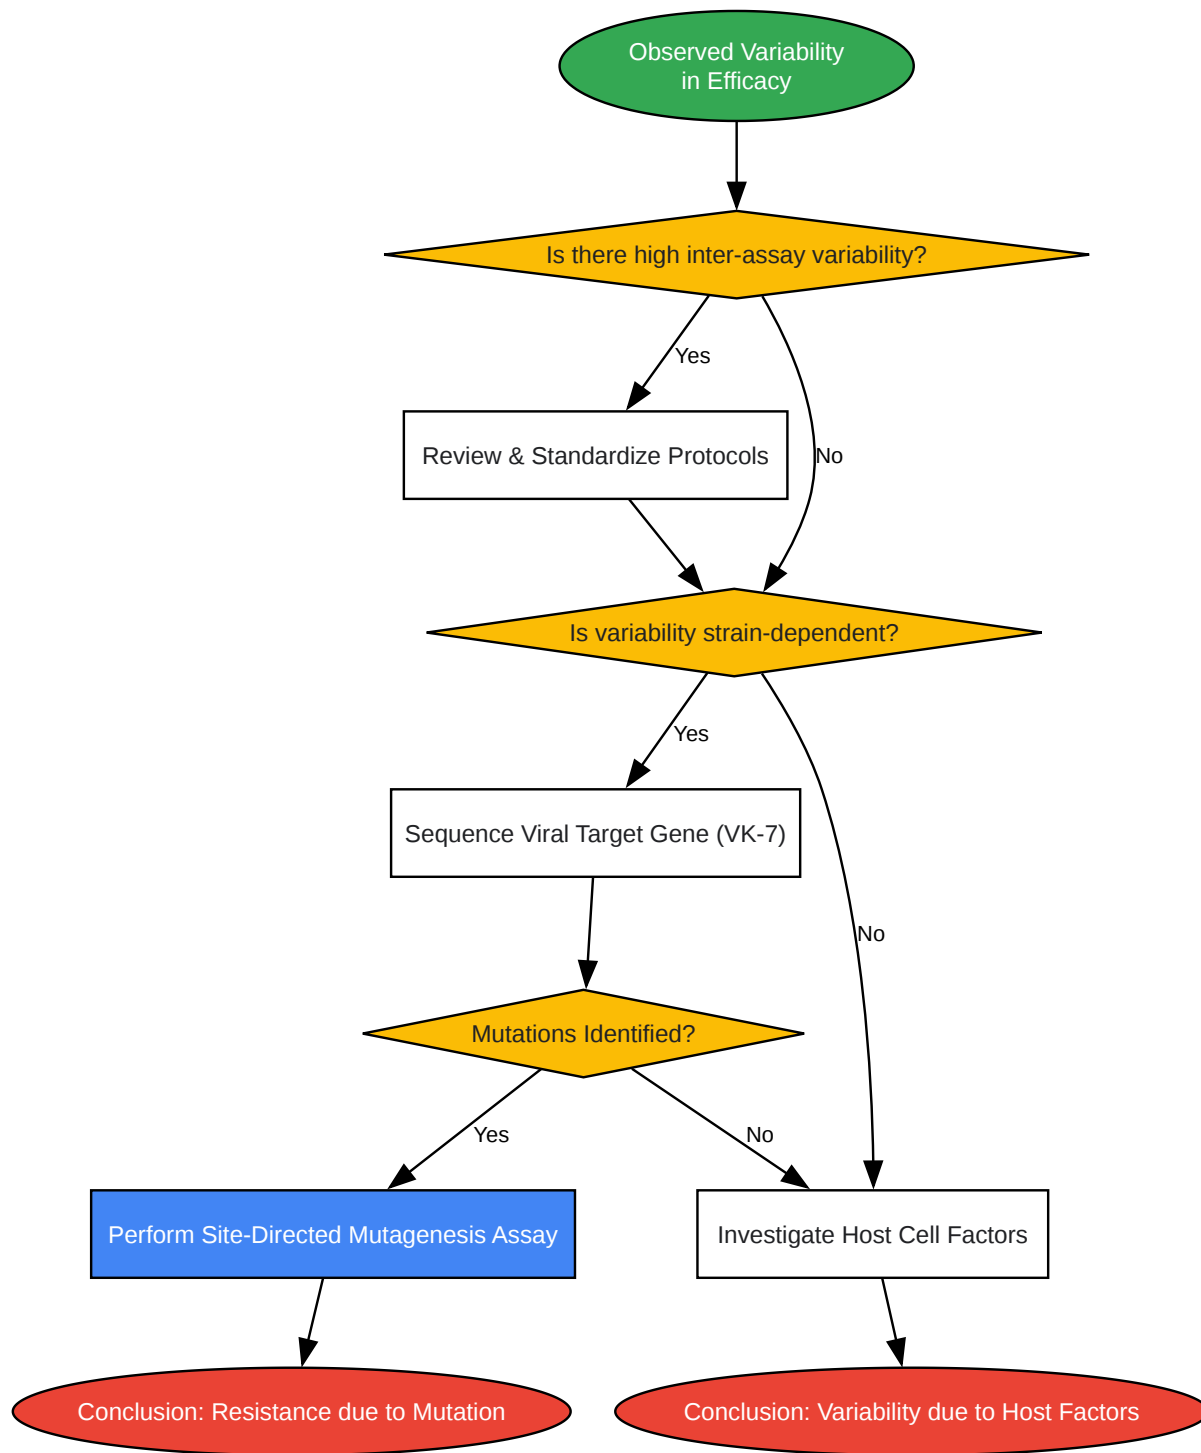 Observed Variability
in Efficacy
Is there high inter-assay variability?
Yes
Review & Standardize Protocols
No
Is variability strain-dependent?
Yes
Sequence Viral Target Gene (VK-7)
No
Mutations Identified?
Yes
No
Perform Site-Directed Mutagenesis Assay
Investigate Host Cell Factors
Conclusion: Resistance due to Mutation
Conclusion: Variability due to Host Factors